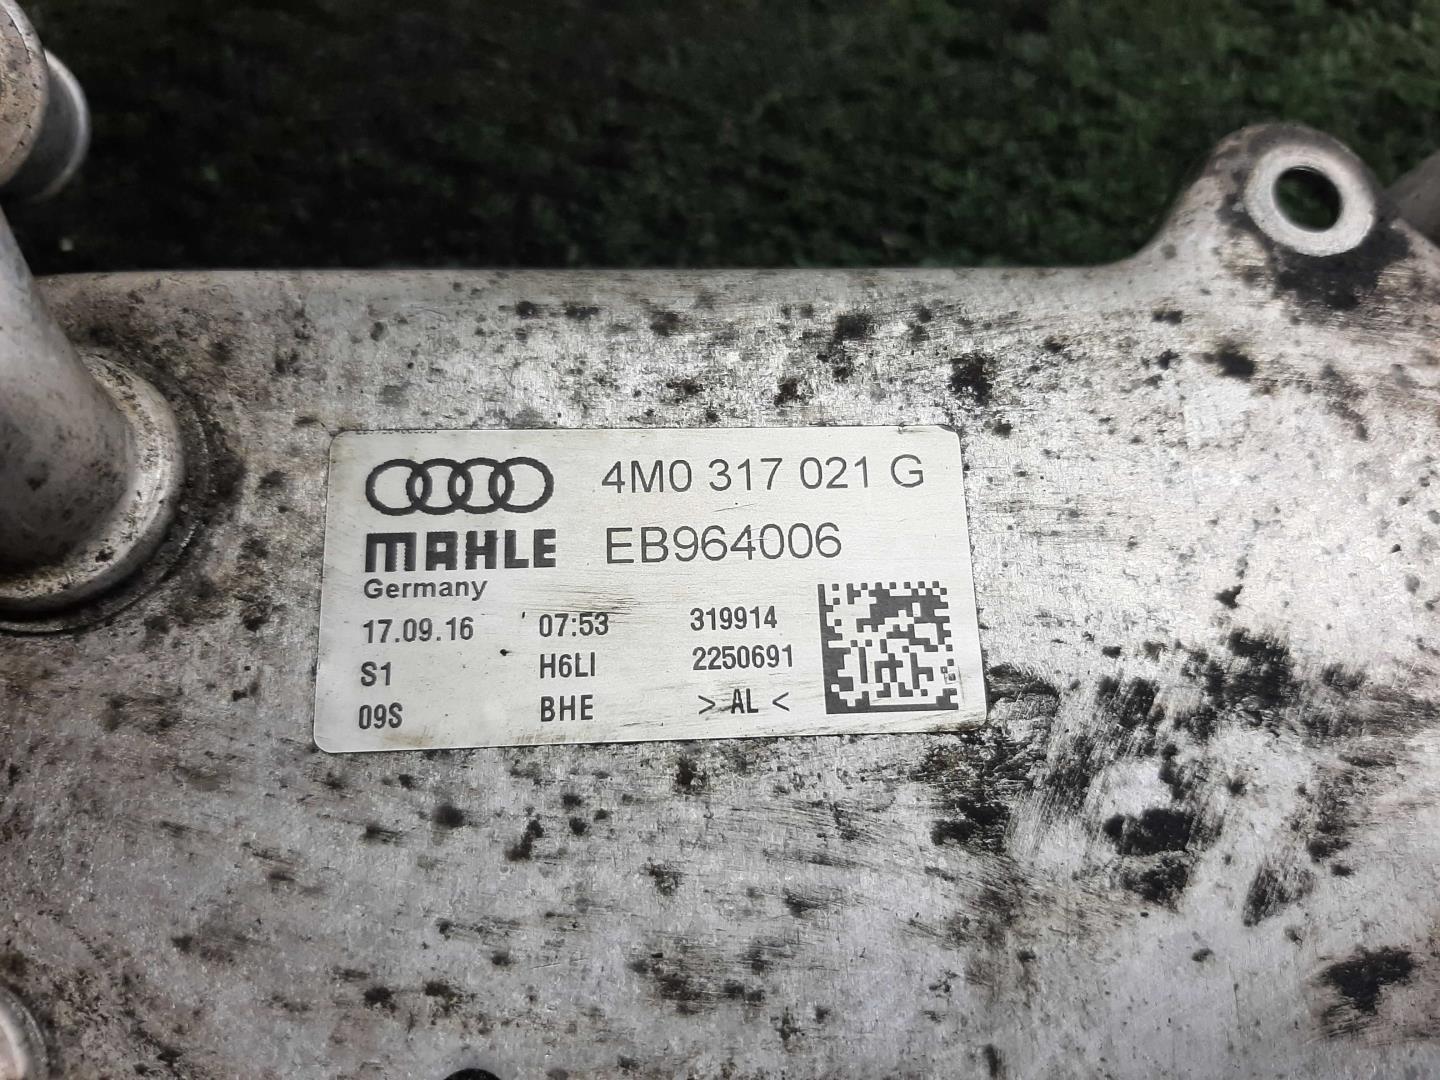 4M0 317 021 G
MAHLE EB964006
Germany
17.09.16 07:53 319914
S1 H6LI 2250691
09S BHE > AL <